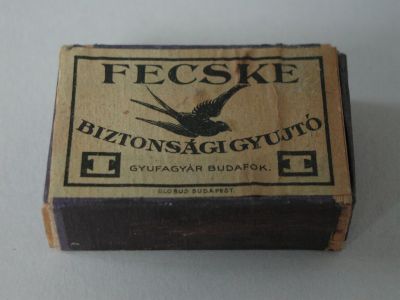 FECSKE
BIZTONSÁGI GYUJTÓ
GYUFAGYÁR BUDAFOK.
GLOBUS BUDAPEST.